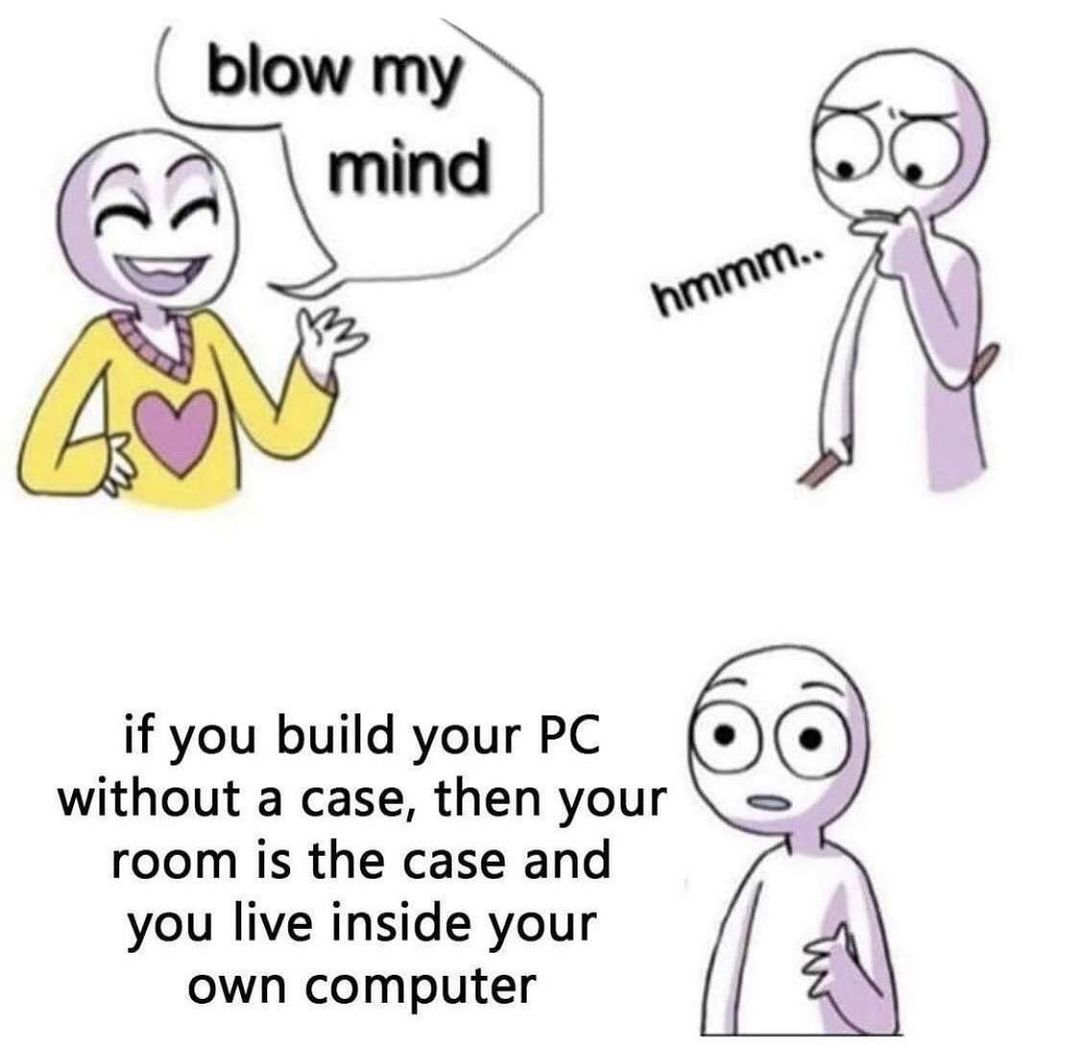 blow my
mind
hmmm..
if you build your PC
without a case, then your
room is the case and
you live inside your
own computer